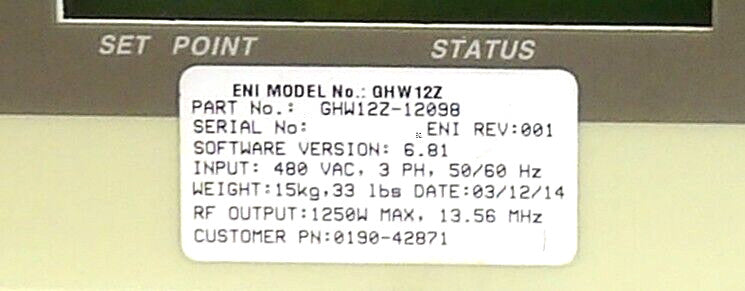 SET POINT STATUS
ENI MODEL No.: GHW12Z
PART No.: GHW12Z-12098
SERIAL No: ENI REV:001
SOFTWARE VERSION: 6.81
INPUT: 480 VAC, 3 PH, 50/60 Hz
WEIGHT:15kg,33 lbs DATE:03/12/14
RF OUTPUT:1250W MAX, 13.56 MHz
CUSTOMER PN:0190-42871